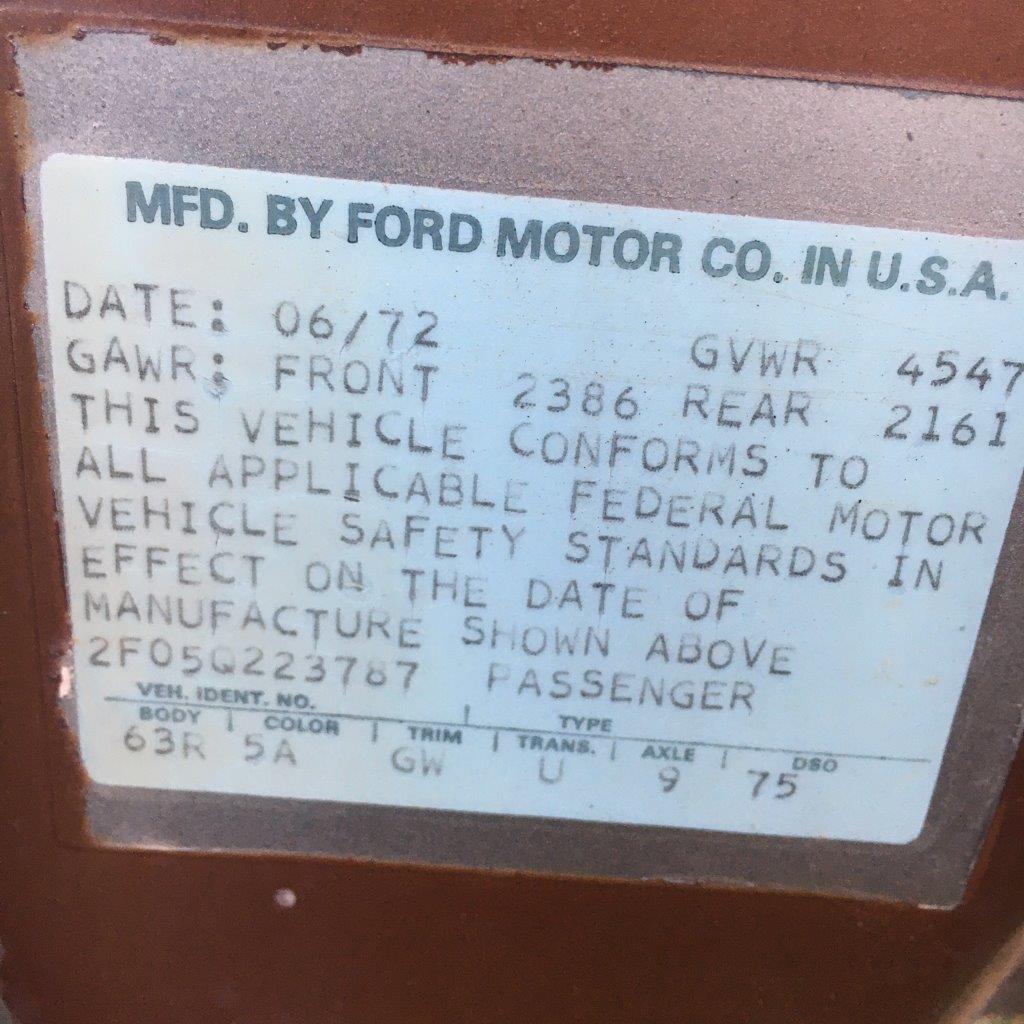 MFD. BY FORD MOTOR CO. IN U.S.A.
DATE: 06/72 GVWR 4547
GAWR: FRONT 2386 REAR 2161
THIS VEHICLE CONFORMS TO
ALL APPLICABLE FEDERAL MOTOR
VEHICLE SAFETY STANDARDS IN
EFFECT ON THE DATE OF
MANUFACTURE SHOWN ABOVE
2F05Q223787 PASSENGER
VEH. IDENT. NO. | TYPE
BODY | COLOR | TRIM | TRANS. | AXLE | DSO
63R 5A GW U 9 75